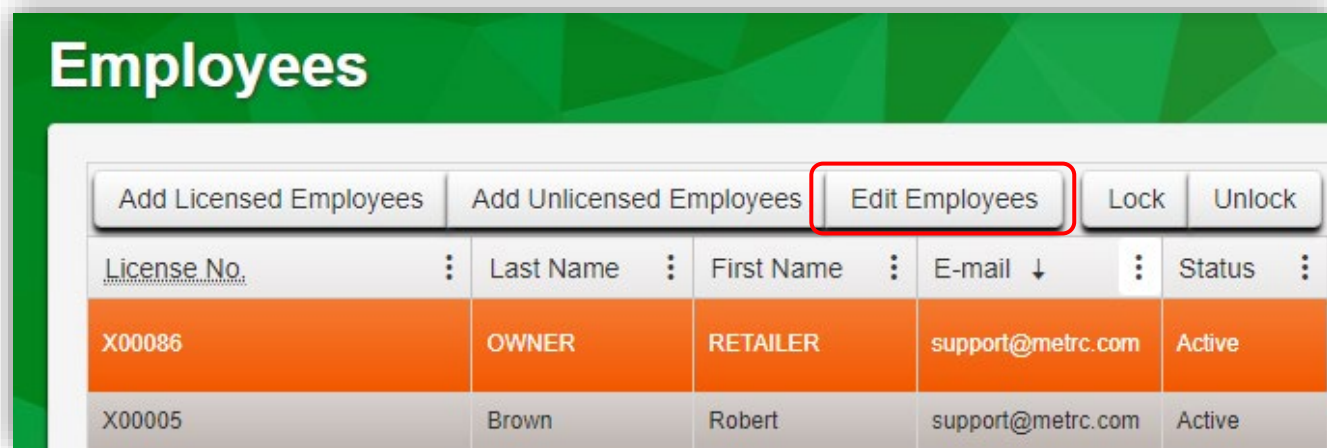 Employees
Add Licensed Employees Add Unlicensed Employees Edit Employees Lock Unlock
License No. Last Name First Name E-mail ↓ Status
X00086 OWNER RETAILER support@metrc.com Active
X00005 Brown Robert support@metrc.com Active